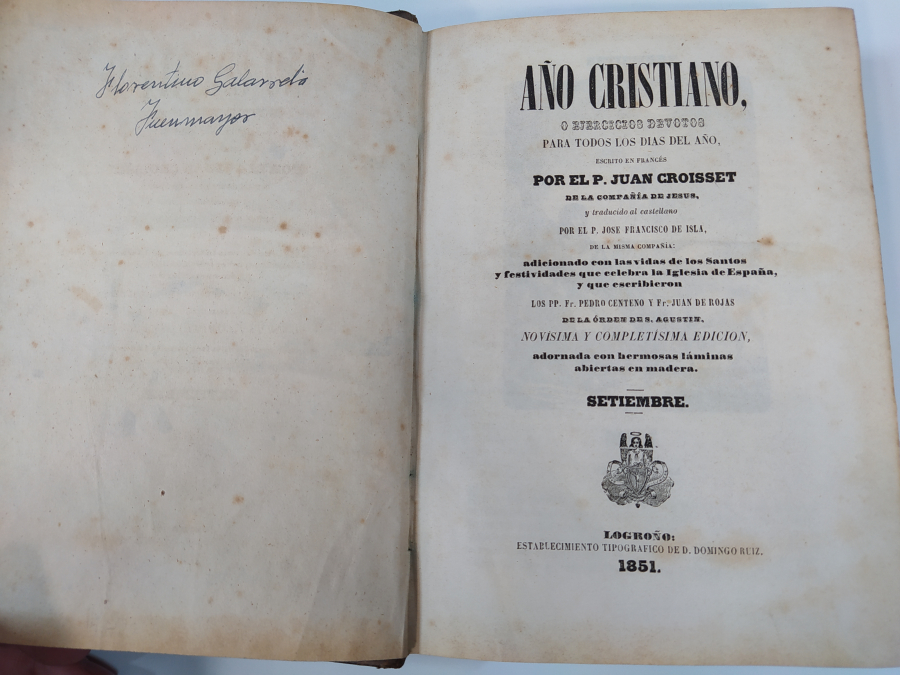 Florentino Galarreta
Fuenmayor
AÑO CRISTIANO,
O EJERCICIOS DEVOTOS
PARA TODOS LOS DIAS DEL AÑO,
ESCRITO EN FRANCÉS
POR EL P. JUAN CROISSET
DE LA COMPAÑÍA DE JESUS,
y traducido al castellano
POR EL P. JOSE FRANCISCO DE ISLA,
DE LA MISMA COMPAÑIA:
adicionado con las vidas de los Santos
y festividades que celebra la Iglesia de España,
y que escribieron
LOS PP. Fr. PEDRO CENTENO Y Fr. JUAN DE ROJAS
DE LA ÓRDEN DE S. AGUSTIN,
NOVÍSIMA Y COMPLETÍSIMA EDICION,
adornada con hermosas láminas
abiertas en madera.
SETIEMBRE.
LOGROÑO:
ESTABLECIMIENTO TIPOGRAFICO DE D. DOMINGO RUIZ.
1851.